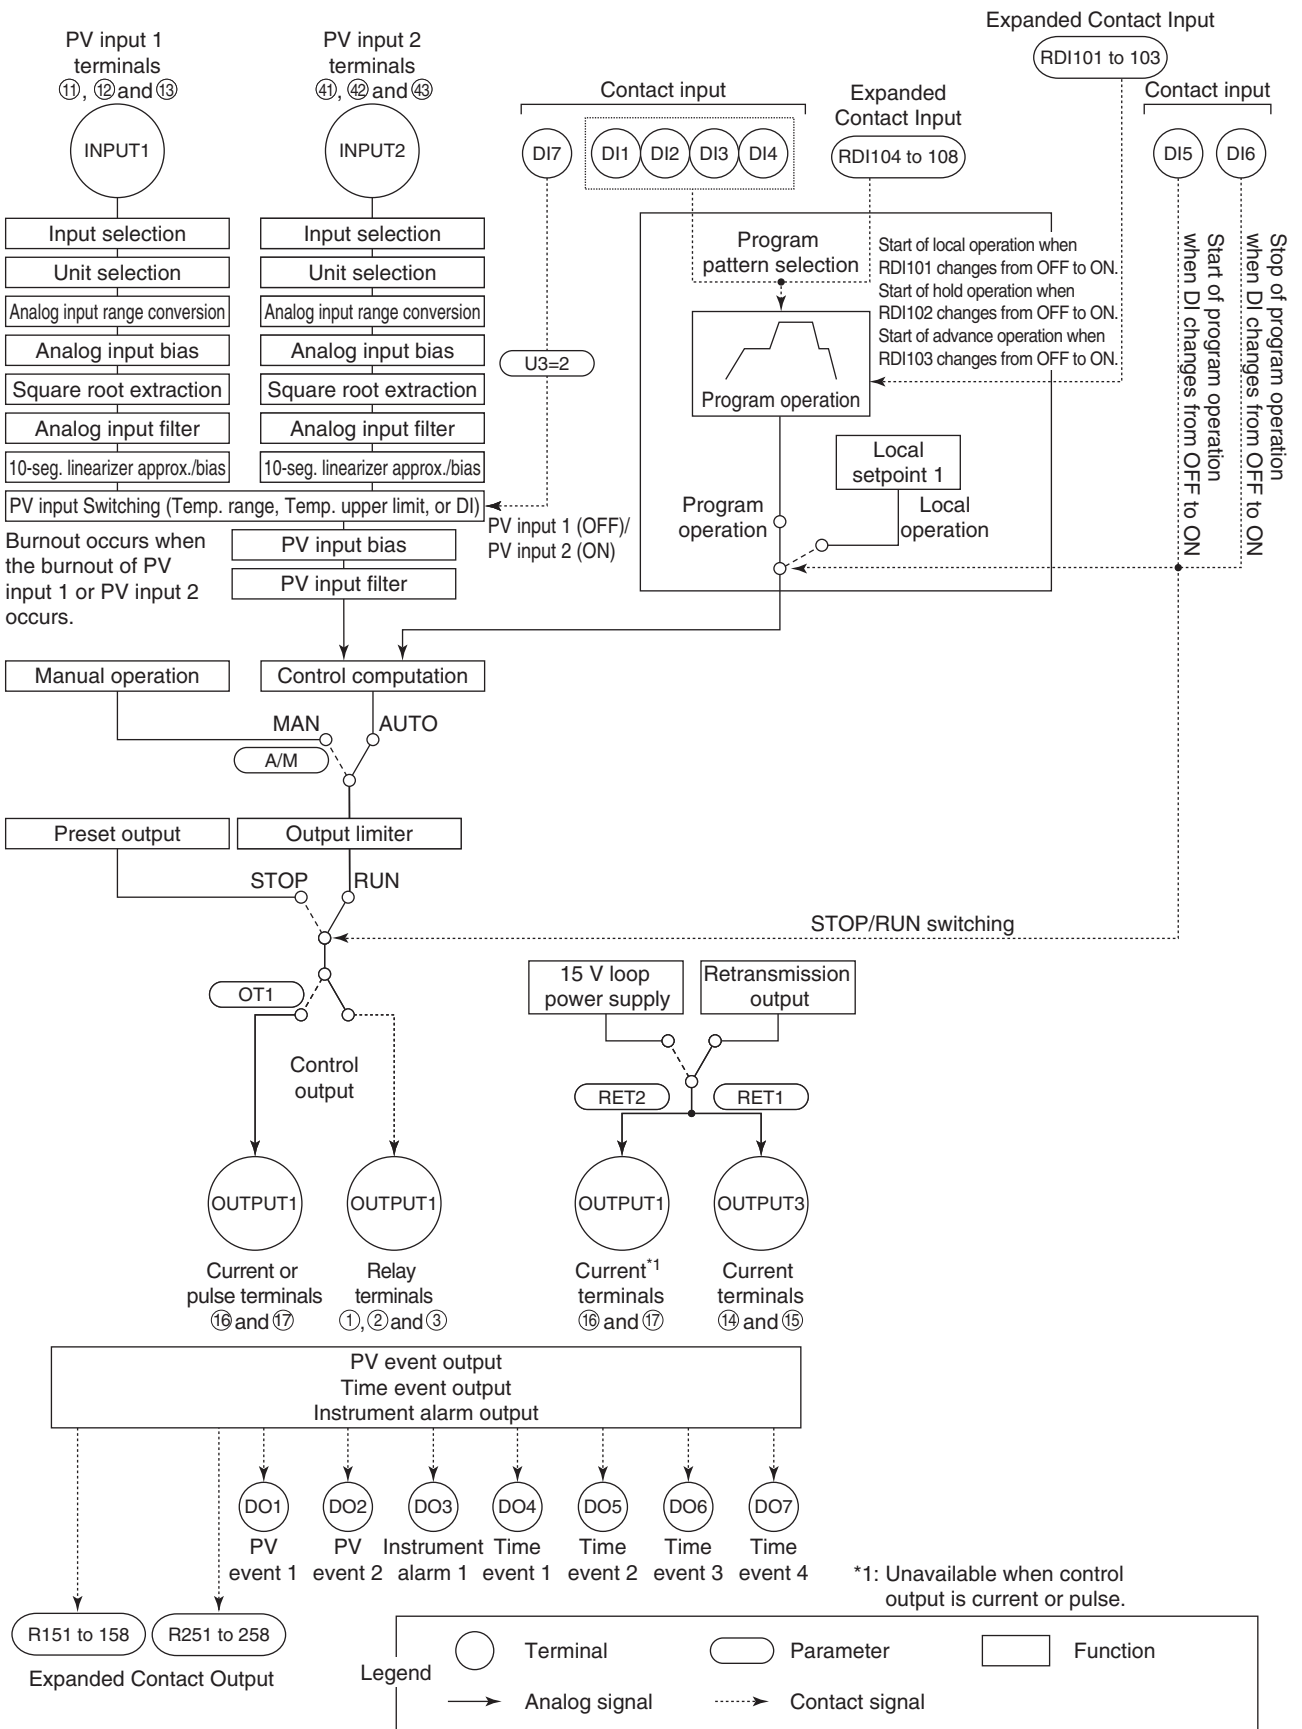 Expanded Contact Input
RDI101 to 103
PV input 1
terminals
⑪, ⑫ and ⑬
PV input 2
terminals
㊶, ㊷ and ㊸
Contact input
Expanded
Contact Input
Contact input
INPUT1
INPUT2
DI7
DI1
DI2
DI3
DI4
RDI104 to 108
DI5
DI6
Input selection
Unit selection
Analog input range conversion
Analog input bias
Square root extraction
Analog input filter
10-seg. linearizer approx./bias
Input selection
Unit selection
Analog input range conversion
Analog input bias
Square root extraction
Analog input filter
10-seg. linearizer approx./bias
PV input Switching (Temp. range, Temp. upper limit, or DI)
U3=2
PV input 1 (OFF)/
PV input 2 (ON)
Program
pattern selection
Start of local operation when
RDI101 changes from OFF to ON.
Start of hold operation when
RDI102 changes from OFF to ON.
Start of advance operation when
RDI103 changes from OFF to ON.
Program operation
Local
setpoint 1
Program
operation
Local
operation
Start of program operation
when DI changes from OFF to ON
Stop of program operation
when DI changes from OFF to ON
Burnout occurs when
the burnout of PV
input 1 or PV input 2
occurs.
PV input bias
PV input filter
Manual operation
Control computation
MAN
AUTO
A/M
Preset output
Output limiter
STOP
RUN
STOP/RUN switching
OT1
Control
output
15 V loop
power supply
Retransmission
output
RET2
RET1
OUTPUT1
OUTPUT1
OUTPUT1
OUTPUT3
Current or
pulse terminals
⑯ and ⑰
Relay
terminals
①, ② and ③
Current*1
terminals
⑯ and ⑰
Current
terminals
⑭ and ⑮
PV event output
Time event output
Instrument alarm output
DO1
DO2
DO3
DO4
DO5
DO6
DO7
PV
event 1
PV
event 2
Instrument
alarm 1
Time
event 1
Time
event 2
Time
event 3
Time
event 4
*1: Unavailable when control
output is current or pulse.
R151 to 158
R251 to 258
Expanded Contact Output
Legend
Terminal
Parameter
Function
Analog signal
Contact signal